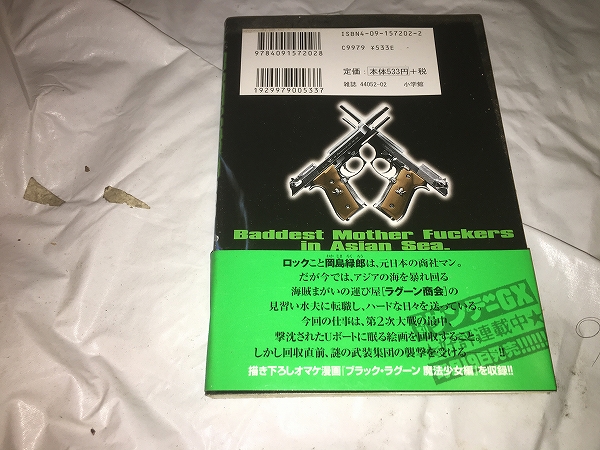 ISBN4-09-157202-2
C9979 ¥533E
9784091572028
定価：本体533円+税
雑誌 44052-02 小学館
1929979005337
Baddest Mother Fuckers
in Asian Sea.
ロックこと岡島緑郎は、元日本の商社マン。
だが今では、アジアの海を暴れ回る
海賊まがいの運び屋「ラグーン商会」の
見習い水夫に転職し、ハードな日々を送っている。
今回の仕事は、第2次大戦の最中、
撃沈されたUボートに眠る絵画を回収すること。
しかし回収直前、謎の武装集団の襲撃を受ける――!!
GX
連載中★
発売!!!!
描き下ろしオマケ漫画「ブラック・ラグーン 魔法少女編」を収録!!!